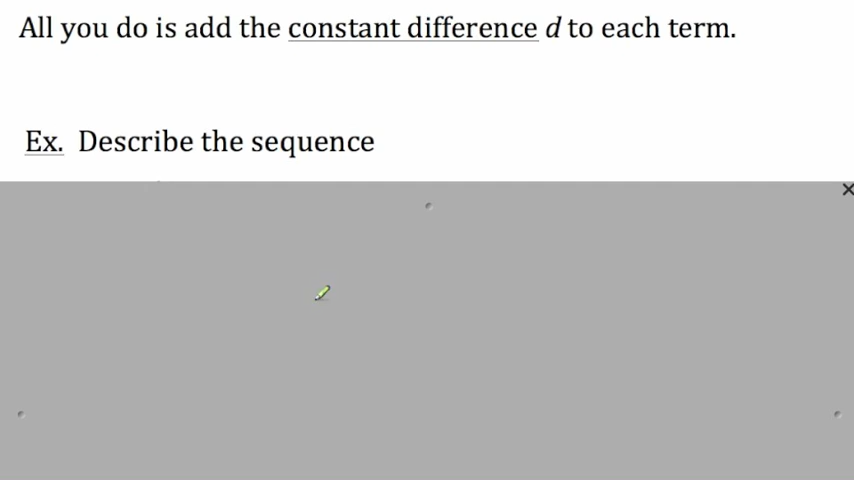 All you do is add the constant difference d to each term.
Ex. Describe the sequence